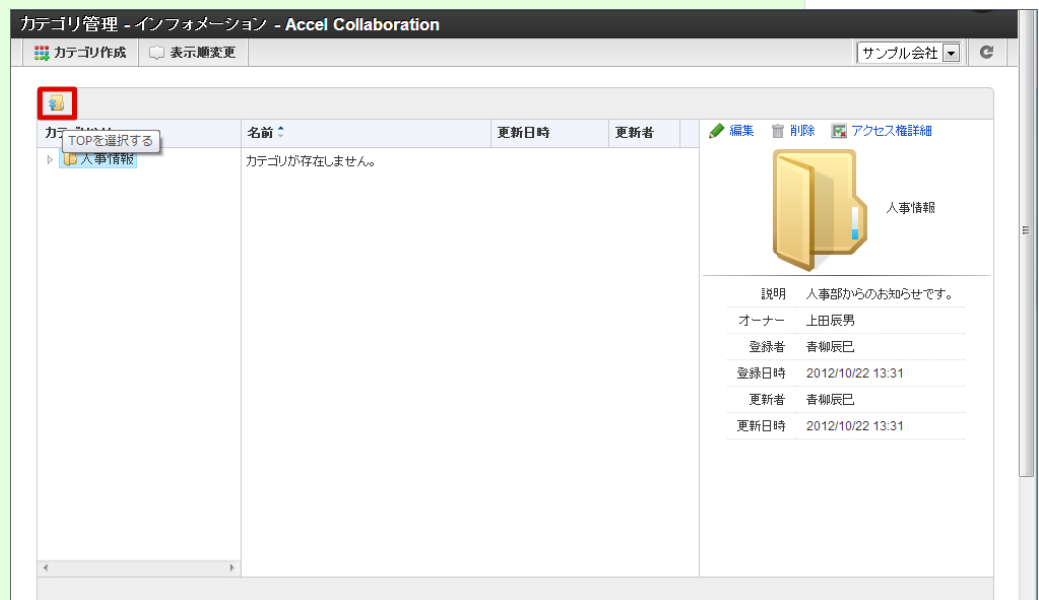 カテゴリ管理 - インフォメーション - Accel Collaboration
カテゴリ作成 表示順変更 サンプル会社
TOPを選択する
名前 更新日時 更新者 編集 削除 アクセス権詳細
人事情報 カテゴリが存在しません。
人事情報
説明 人事部からのお知らせです。
オーナー 上田辰男
登録者 青柳辰巳
登録日時 2012/10/22 13:31
更新者 青柳辰巳
更新日時 2012/10/22 13:31